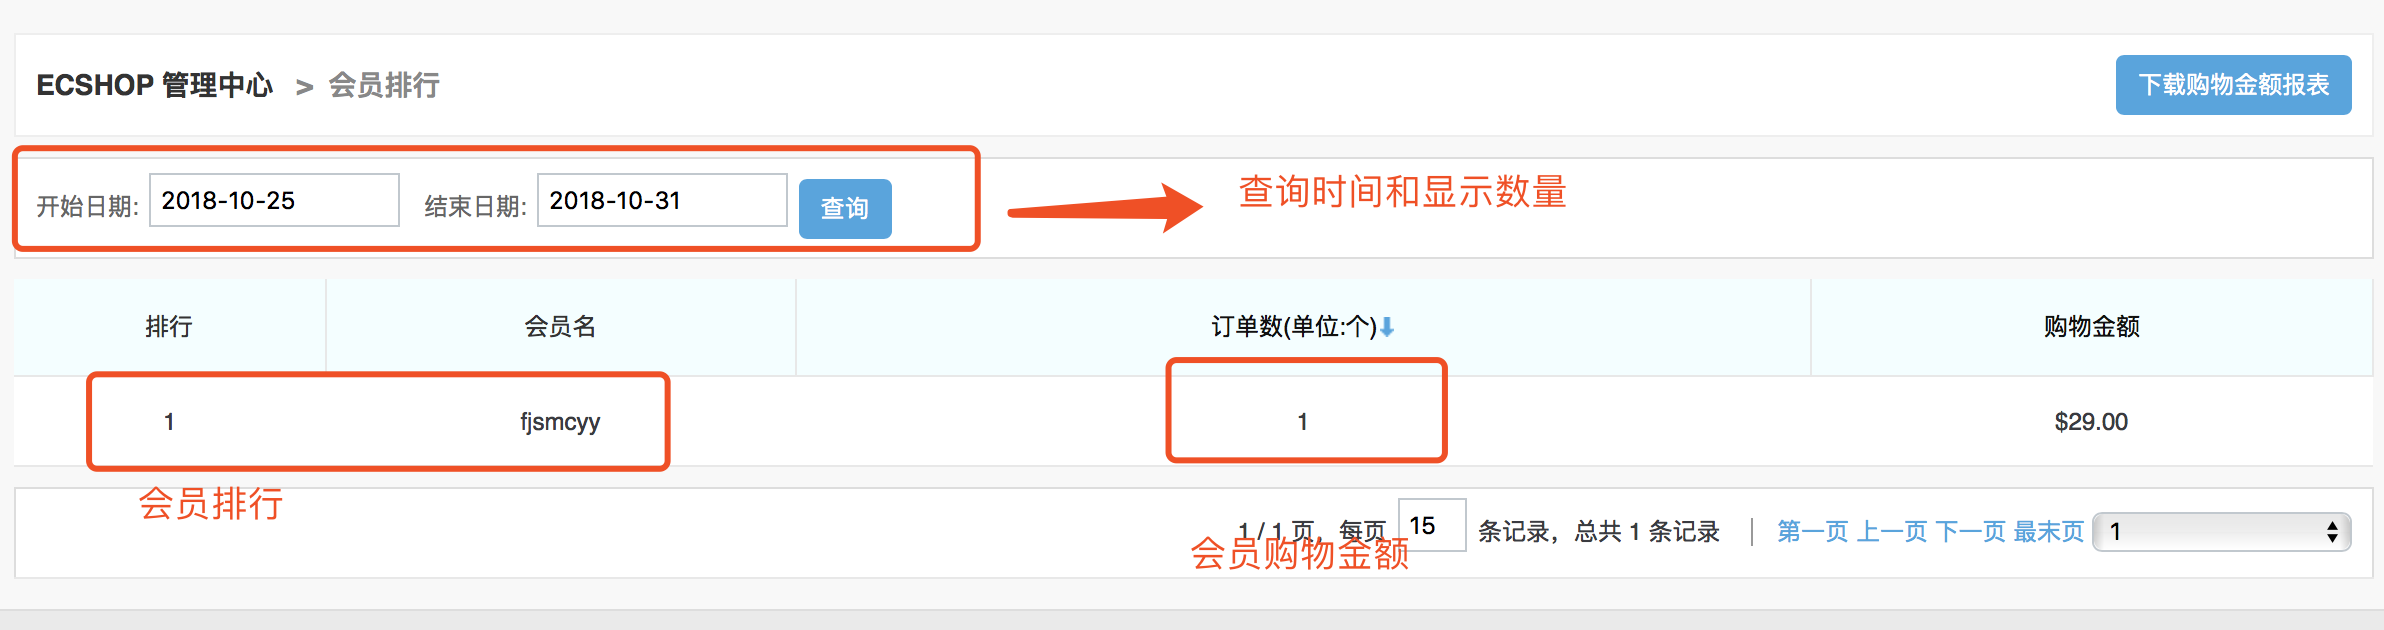 ECSHOP 管理中心 > 会员排行
下载购物金额报表
开始日期: 2018-10-25 结束日期: 2018-10-31 查询
查询时间和显示数量
排行 会员名 订单数(单位:个) 购物金额
1 fjsmcyy 1 $29.00
会员排行
1 / 1 页，每页 15 条记录，总共 1 条记录 | 第一页 上一页 下一页 最末页 1
会员购物金额